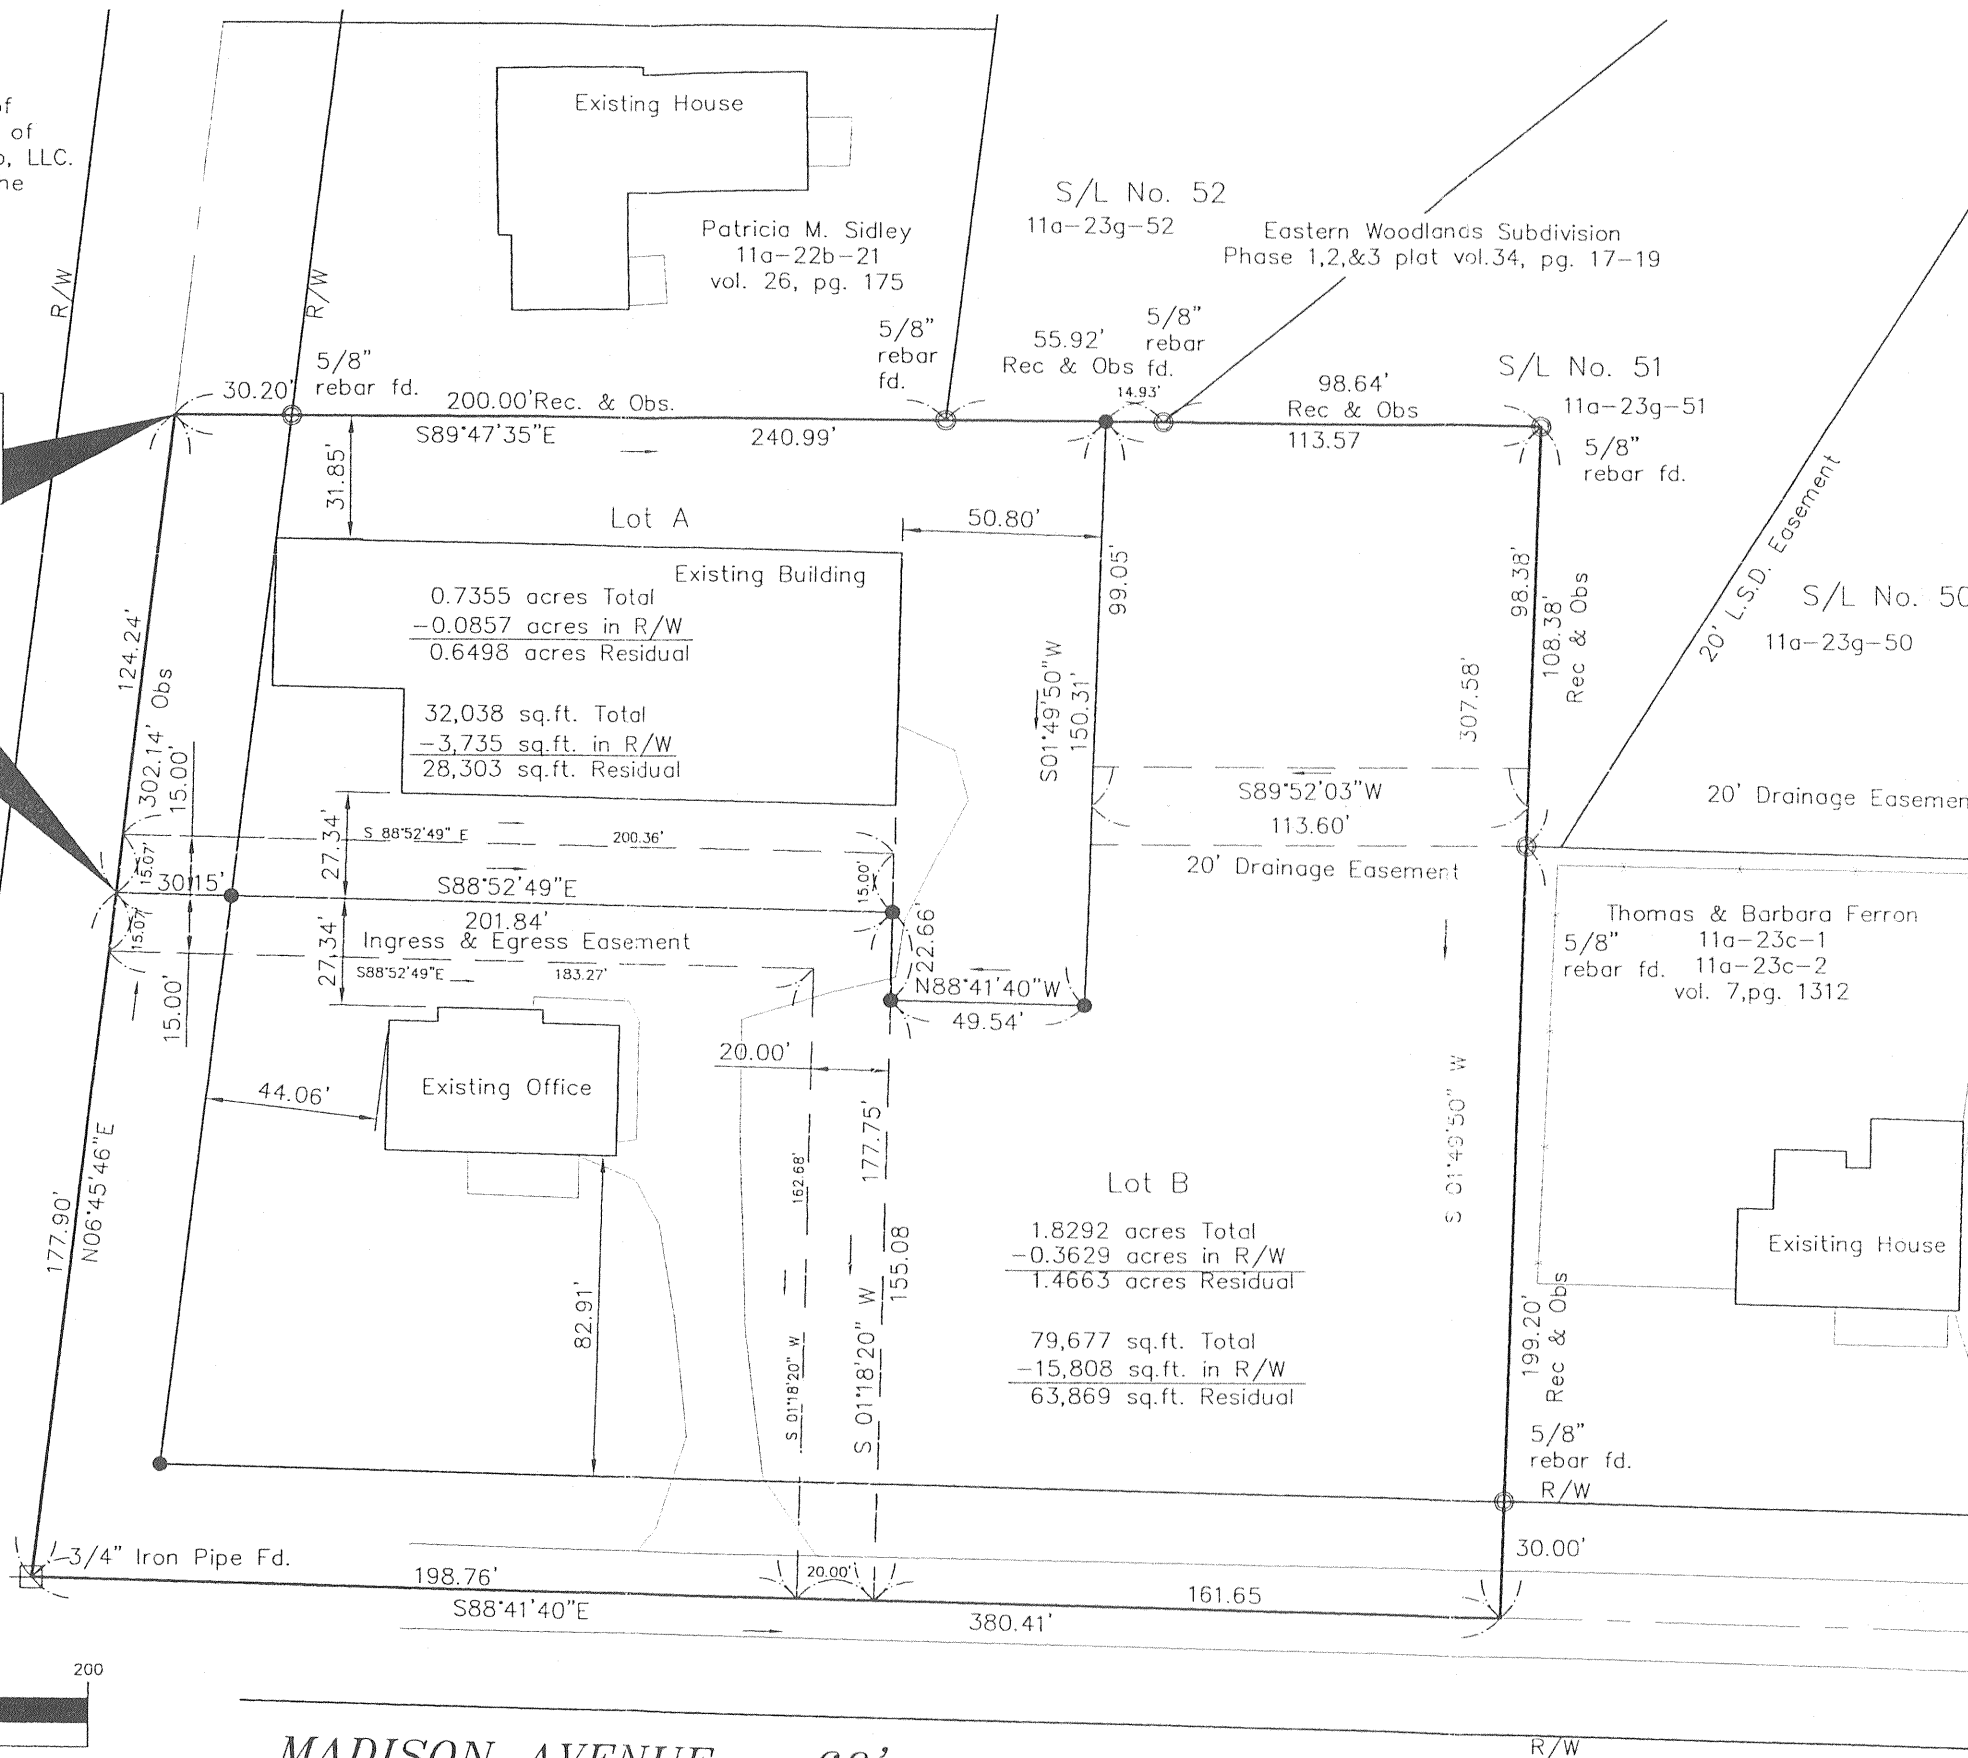 of
of
LLC.
R/W
R/W
Existing House
Patricia M. Sidley
11a-22b-21
vol. 26, pg. 175
S/L No. 52
11a-23g-52
Eastern Woodlands Subdivision
Phase 1,2,&3 plat vol.34, pg. 17-19
5/8"
rebar fd.
5/8"
rebar
fd.
55.92'
Rec & Obs
5/8"
rebar
fd.
14.93'
98.64'
Rec & Obs
113.57
S/L No. 51
11a-23g-51
5/8"
rebar fd.
30.20'
200.00'Rec. & Obs.
S89°47'35"E
240.99'
31.85'
Lot A
50.80'
Existing Building
0.7355 acres Total
-0.0857 acres in R/W
0.6498 acres Residual
32,038 sq.ft. Total
-3,735 sq.ft. in R/W
28,303 sq.ft. Residual
99.05'
S01°49'50"W
150.31'
98.38'
108.38'
Rec & Obs
307.58'
20' L.S.D. Easement
S/L No. 50
11a-23g-50
124.24'
302.14' Obs
15.00'
S89°52'03"W
113.60'
20' Drainage Easement
20' Drainage Easemen
27.34'
S 88°52'49" E
200.36'
15.07'
30.15'
S88°52'49"E
201.84'
15.00'
15.07'
27.34'
Ingress & Egress Easement
S88°52'49"E
183.27'
22.66
N88°41'40"W
49.54'
15.00'
Thomas & Barbara Ferron
11a-23c-1
11a-23c-2
vol. 7,pg. 1312
5/8"
rebar fd.
20.00'
44.06'
Existing Office
N06°45'46"E
177.90'
82.91'
162.68'
S 01°18'20" W
177.75'
S 01°18'20" W
155.08
Lot B
1.8292 acres Total
-0.3629 acres in R/W
1.4663 acres Residual
79,677 sq.ft. Total
-15,808 sq.ft. in R/W
63,869 sq.ft. Residual
S 01°49'50" W
Exisiting House
199.20'
Rec & Obs
5/8"
rebar fd.
R/W
30.00'
3/4" Iron Pipe Fd.
198.76'
S88°41'40"E
20.00'
161.65
380.41'
200
MADISON AVENUE
R/W